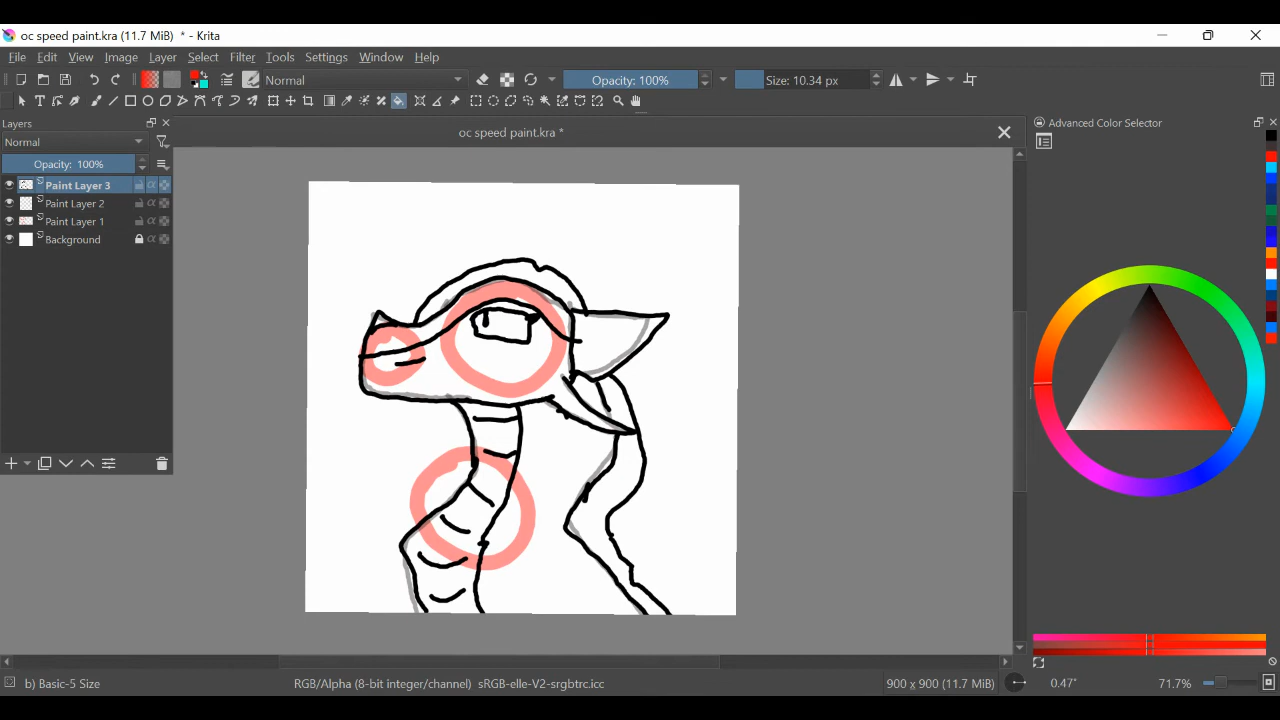 oc speed paint.kra (11.7 MiB) * - Krita
File Edit View Image Layer Select Filter Tools Settings Window Help
Normal Opacity: 100% Size: 10.34 px
Layers
oc speed paint.kra *
Advanced Color Selector
Normal
Opacity: 100%
Paint Layer 3
Paint Layer 2
Paint Layer 1
Background
b) Basic-5 Size RGB/Alpha (8-bit integer/channel) sRGB-elle-V2-srgbtrc.icc 900 x 900 (11.7 MiB) 0.47° 71.7%